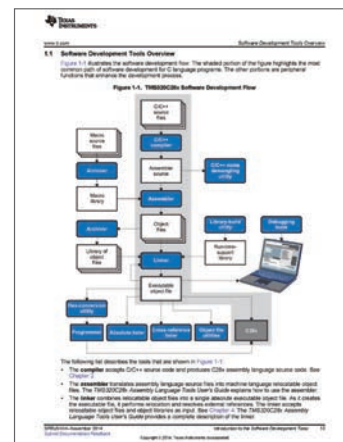 TEXAS
INSTRUMENTS
www.ti.com
Software Development Tools Overview
1.1 Software Development Tools Overview
Figure 1-1 illustrates the software development flow. The shaded portion of the figure highlights the most
common path of software development for C language programs. The other portions are peripheral
functions that enhance the development process.
Figure 1-1. TMS320C28x Software Development Flow
C/C++
source
files
Macro
source
files
C/C++
compiler
Archiver
Assembler
source
C/C++ name
demangling
utility
Macro
library
Assembler
Archiver
Object
files
Library-build
utility
Debugging
tools
Library of
object
files
Linker
Runtime-
support
library
Executable
object file
Hex-conversion
utility
Programmer
Absolute lister
Cross-reference
lister
Object file
utilities
C28x
The following list describes the tools that are shown in Figure 1-1:
• The compiler accepts C/C++ source code and produces C28x assembly language source code. See
Chapter 2.
• The assembler translates assembly language source files into machine language relocatable object
files. The TMS320C28x Assembly Language Tools User's Guide explains how to use the assembler.
• The linker combines relocatable object files into a single absolute executable object file. As it creates
the executable file, it performs relocation and resolves external references. The linker accepts
relocatable object files and object libraries as input. See Chapter 4. The TMS320C28x Assembly
Language Tools User's Guide provides a complete description of the linker.
Introduction to the Software Development Tools
Submit Documentation Feedback
Copyright © 2014, Texas Instruments Incorporated